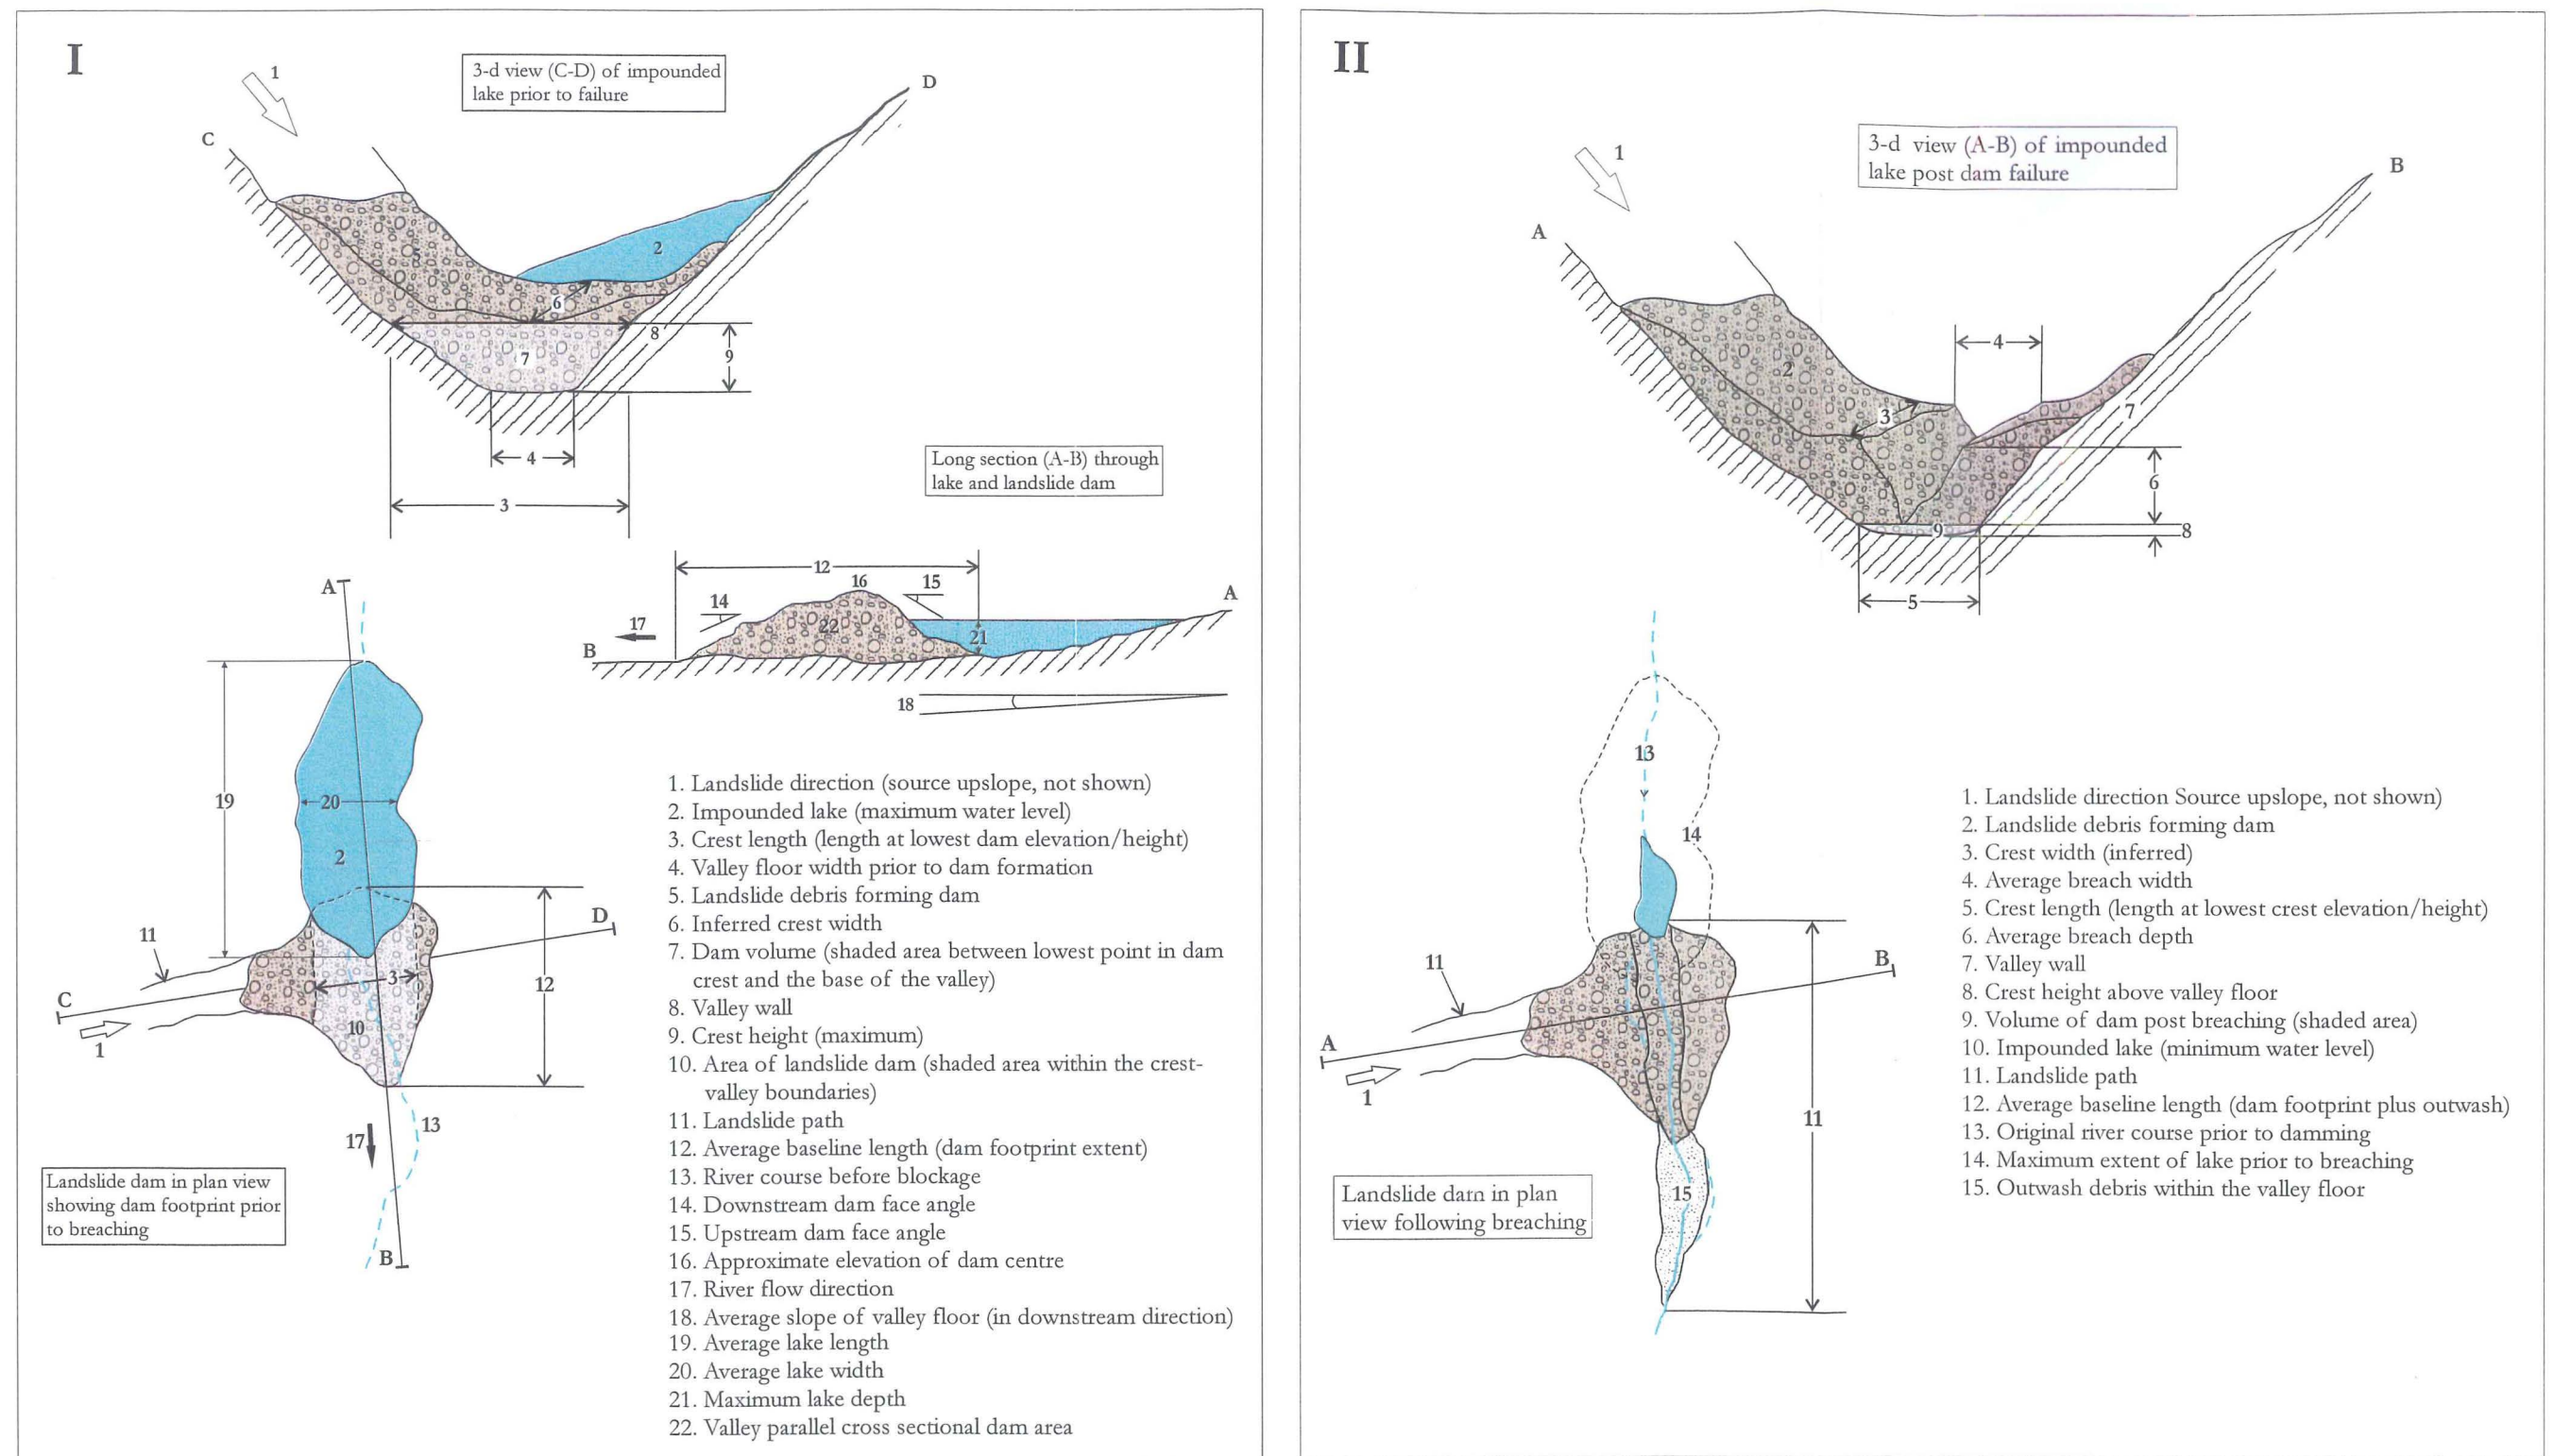 I
1
3-d view (C-D) of impounded
lake prior to failure
D
C
5
2
6
8
7
9
4
3
Long section (A-B) through
lake and landslide dam
12
16
15
14
22
17
21
A
B
18
A
19
20
2
D
11
12
3
C
10
1
13
17
B
Landslide dam in plan view
showing dam footprint prior
to breaching
1. Landslide direction (source upslope, not shown)
2. Impounded lake (maximum water level)
3. Crest length (length at lowest dam elevation/height)
4. Valley floor width prior to dam formation
5. Landslide debris forming dam
6. Inferred crest width
7. Dam volume (shaded area between lowest point in dam
crest and the base of the valley)
8. Valley wall
9. Crest height (maximum)
10. Area of landslide dam (shaded area within the crest-
valley boundaries)
11. Landslide path
12. Average baseline length (dam footprint extent)
13. River course before blockage
14. Downstream dam face angle
15. Upstream dam face angle
16. Approximate elevation of dam centre
17. River flow direction
18. Average slope of valley floor (in downstream direction)
19. Average lake length
20. Average lake width
21. Maximum lake depth
22. Valley parallel cross sectional dam area
II
3-d view (A-B) of impounded
lake post dam failure
1
B
A
4
2
3
7
6
9
8
5
13
14
11
B
A
1
11
15
Landslide dam in plan
view following breaching
1. Landslide direction Source upslope, not shown)
2. Landslide debris forming dam
3. Crest width (inferred)
4. Average breach width
5. Crest length (length at lowest crest elevation/height)
6. Average breach depth
7. Valley wall
8. Crest height above valley floor
9. Volume of dam post breaching (shaded area)
10. Impounded lake (minimum water level)
11. Landslide path
12. Average baseline length (dam footprint plus outwash)
13. Original river course prior to damming
14. Maximum extent of lake prior to breaching
15. Outwash debris within the valley floor